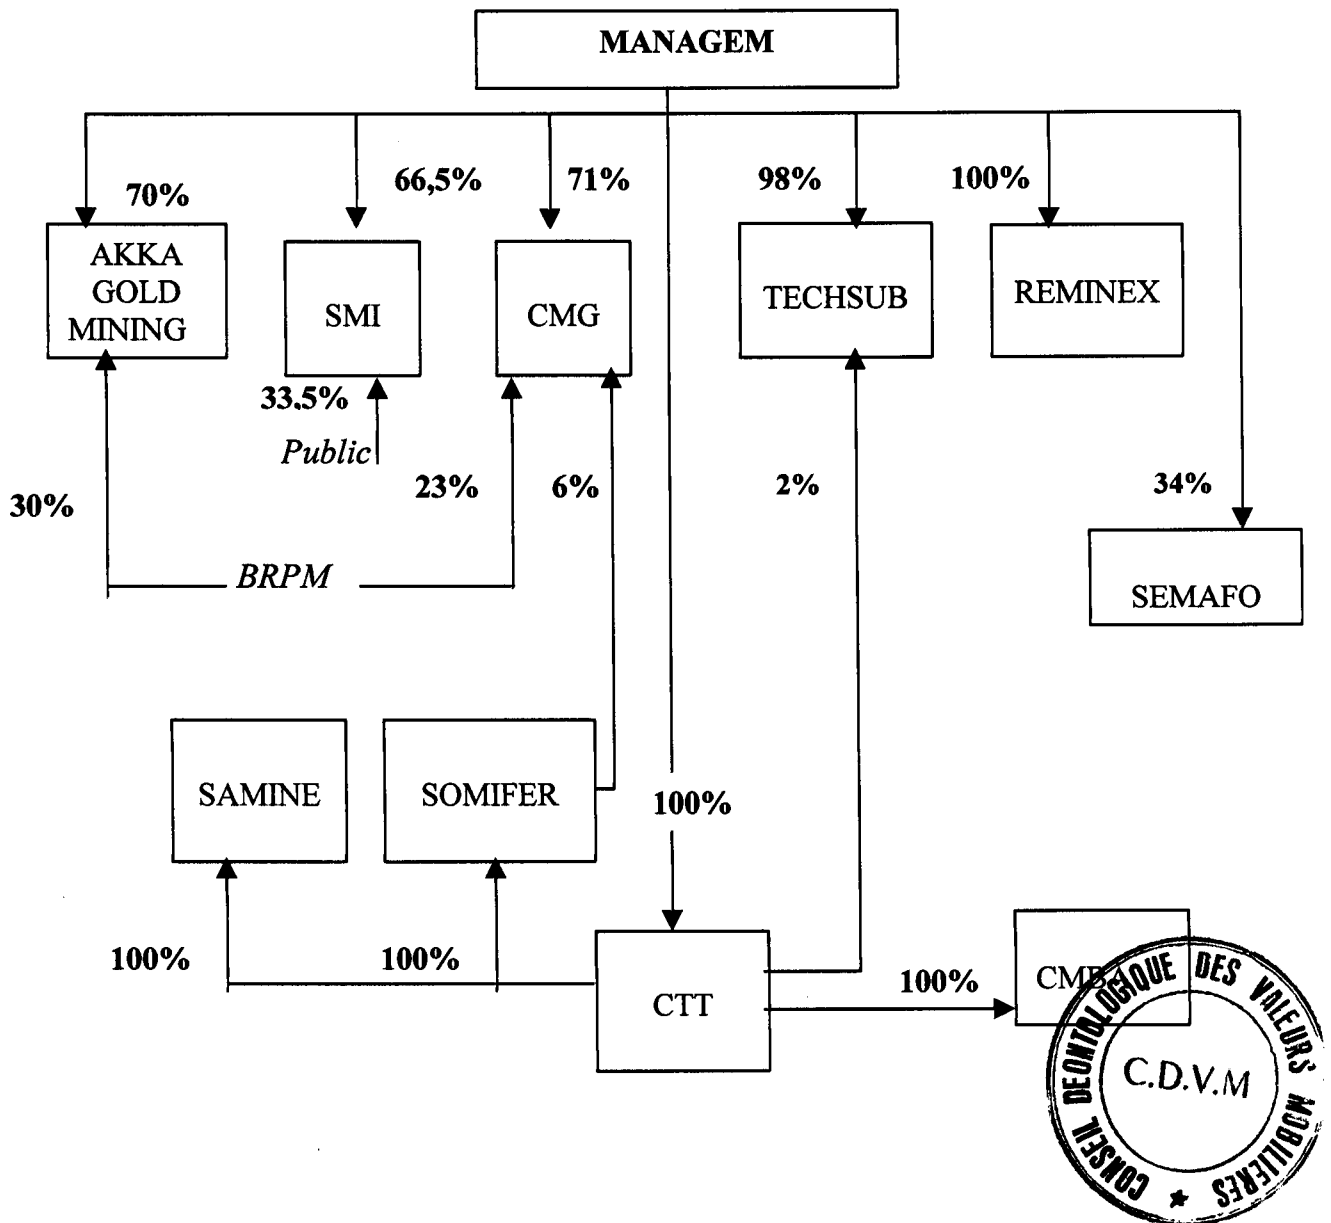 MANAGEM
70%
66,5%
71%
98%
100%
AKKA
GOLD
MINING
SMI
CMG
TECHSUB
REMINEX
33,5%
Public
30%
23%
6%
2%
34%
BRPM
SEMAFO
SAMINE
SOMIFER
100%
100%
100%
CTT
100%
CMBA
CONSEIL DEONTOLOGIQUE DES VALEURS MOBILIERES
C.D.V.M